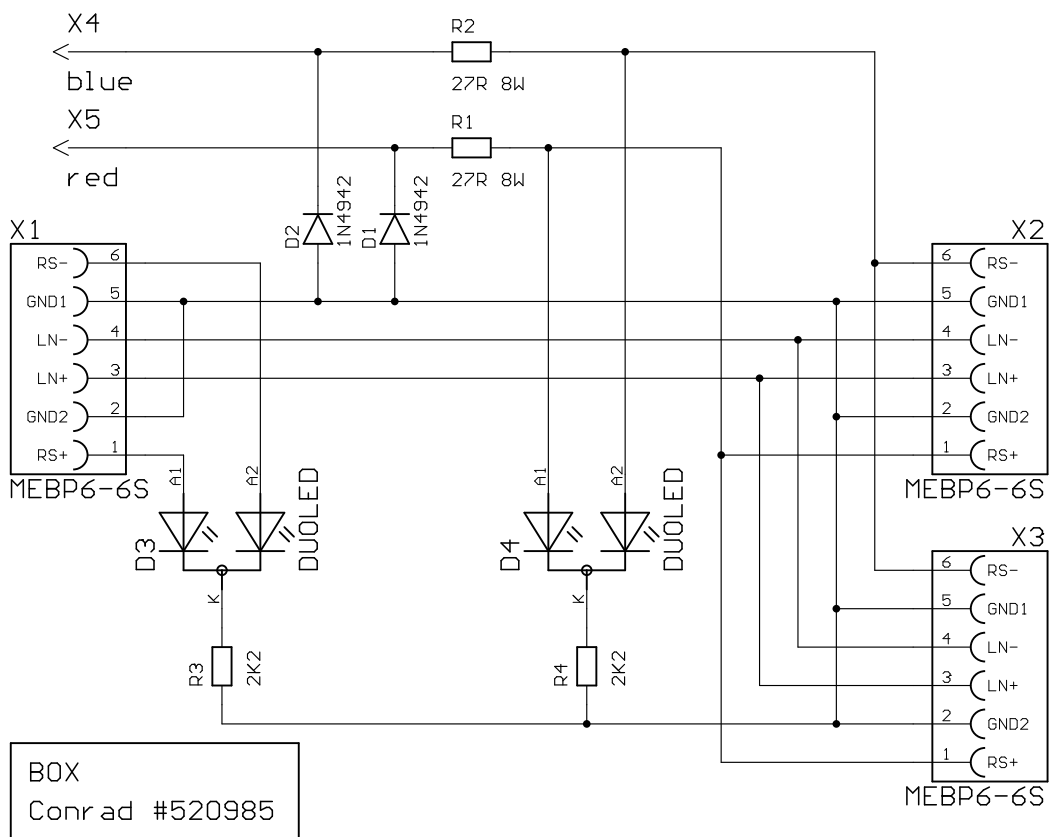 X4
R2
blue
27R 8W
X5
R1
red
27R 8W
D2
1N4942
D1
1N4942
X1
RS- 6
GND1 5
LN- 4
LN+ 3
GND2 2
RS+ 1
MEBP6-6S
X2
6 RS-
5 GND1
4 LN-
3 LN+
2 GND2
1 RS+
MEBP6-6S
A1
A2
D3
DUOLED
K
A1
A2
D4
DUOLED
K
R3
2K2
R4
2K2
X3
6 RS-
5 GND1
4 LN-
3 LN+
2 GND2
1 RS+
MEBP6-6S
BOX
Conrad #520985